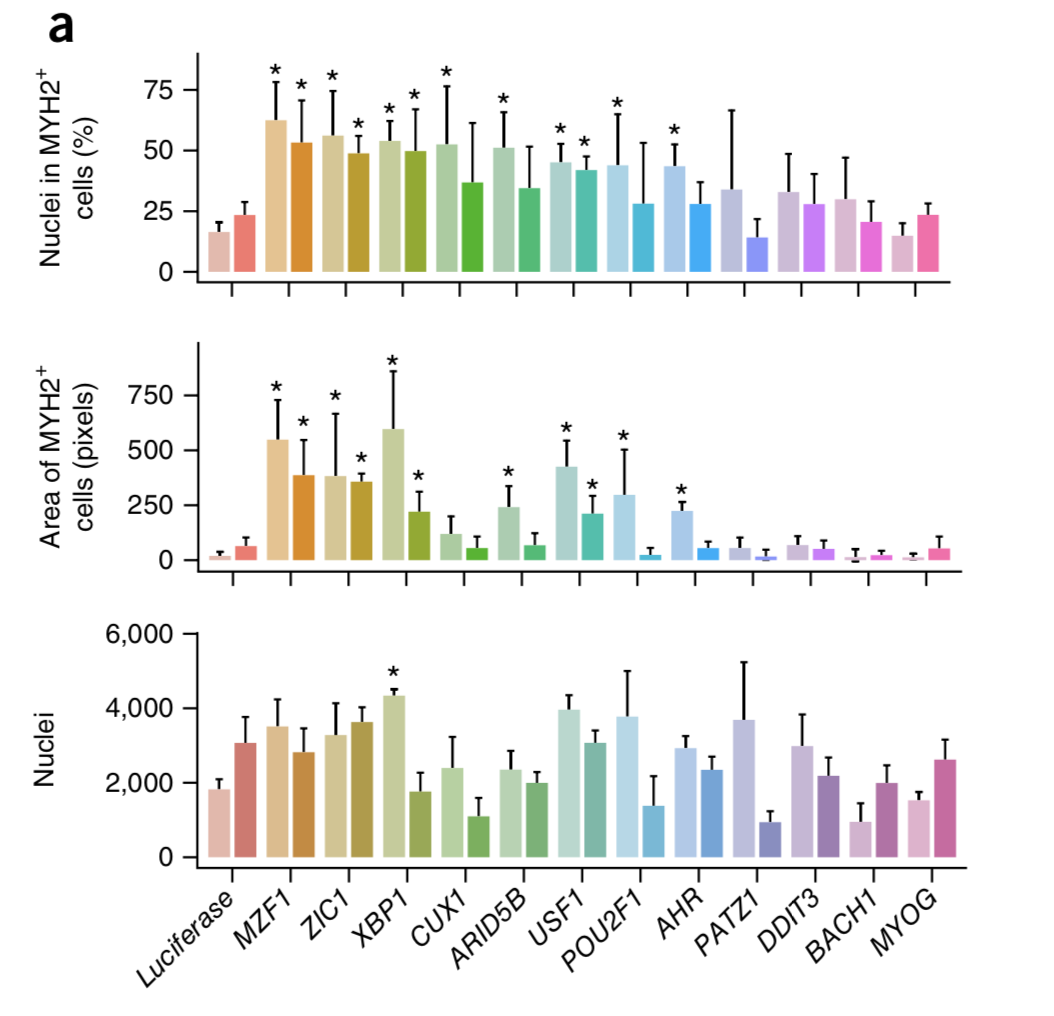 a
Nuclei in MYH2+
cells (%)
75
50
25
0
* * * * * * * * * * * *
Area of MYH2+
cells (pixels)
750
500
250
0
* * * * * * * * * * *
Nuclei
6,000
4,000
2,000
0
*
Luciferase
MZF1
ZIC1
XBP1
CUX1
ARID5B
USF1
POU2F1
AHR
PATZ1
DDIT3
BACH1
MYOG